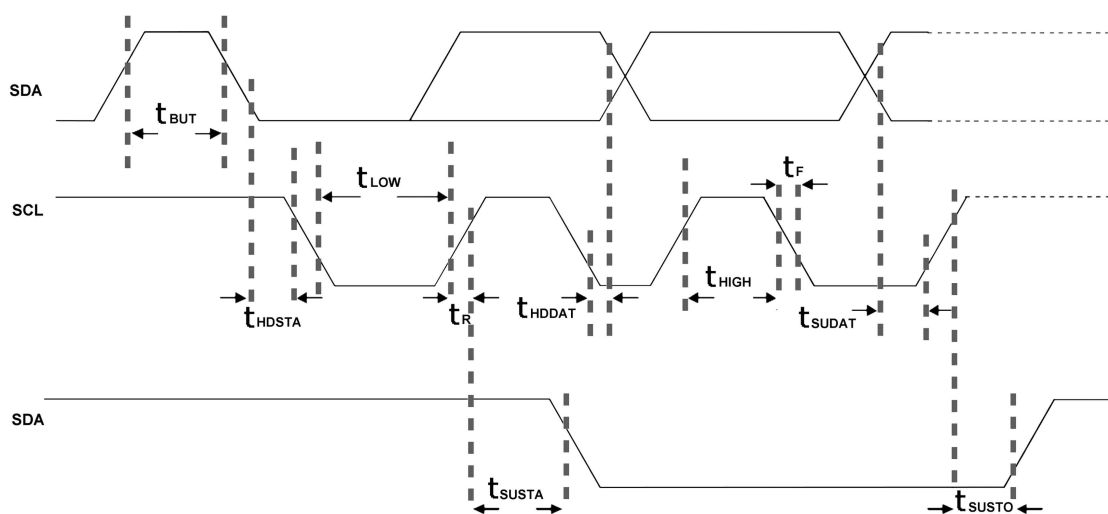 SDA
tBUT
tLOW
tF
SCL
tHDSTA
tR
tHDDAT
tHIGH
tSUDAT
SDA
tSUSTA
tSUSTO